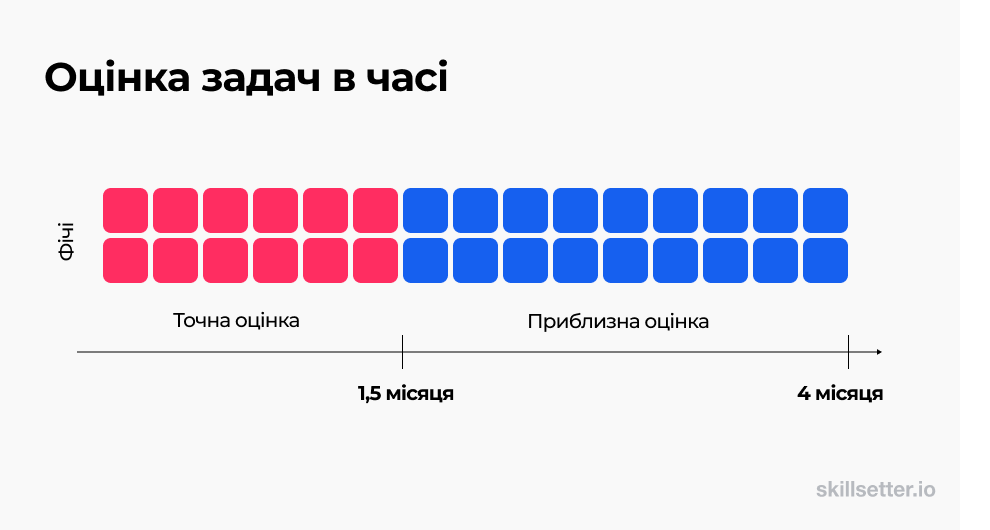 Оцінка задач в часі
Фічі
Точна оцінка
Приблизна оцінка
1,5 місяця
4 місяця
skillsetter.io